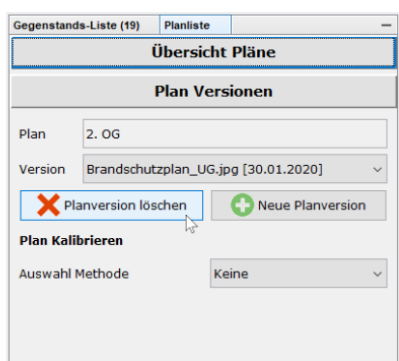 Gegenstands-Liste (19) Planliste
Übersicht Pläne
Plan Versionen
Plan 2. OG
Version Brandschutzplan_UG.jpg [30.01.2020]
Planversion löschen Neue Planversion
Plan Kalibrieren
Auswahl Methode Keine